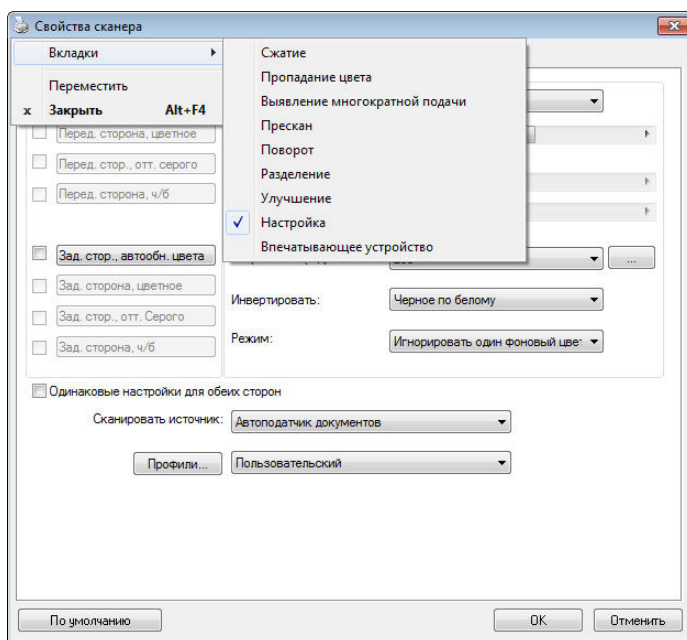 Свойства сканера
Вкладки
Переместить
x Закрыть Alt+F4
Сжатие
Пропадание цвета
Выявление многократной подачи
Прескан
Поворот
Разделение
Улучшение
Настройка
Впечатывающее устройство
Перед. сторона, цветное
Перед. стор., отт. серого
Перед. сторона, ч/б
Зад. стор., автообн. цвета
...
Зад. сторона, цветное
Зад. стор., отт. Серого
Зад. сторона, ч/б
Инвертировать: Черное по белому
Режим: Игнорировать один фоновый цвет
Одинаковые настройки для обеих сторон
Сканировать источник: Автоподатчик документов
Профили... Пользовательский
По умолчанию OK Отменить